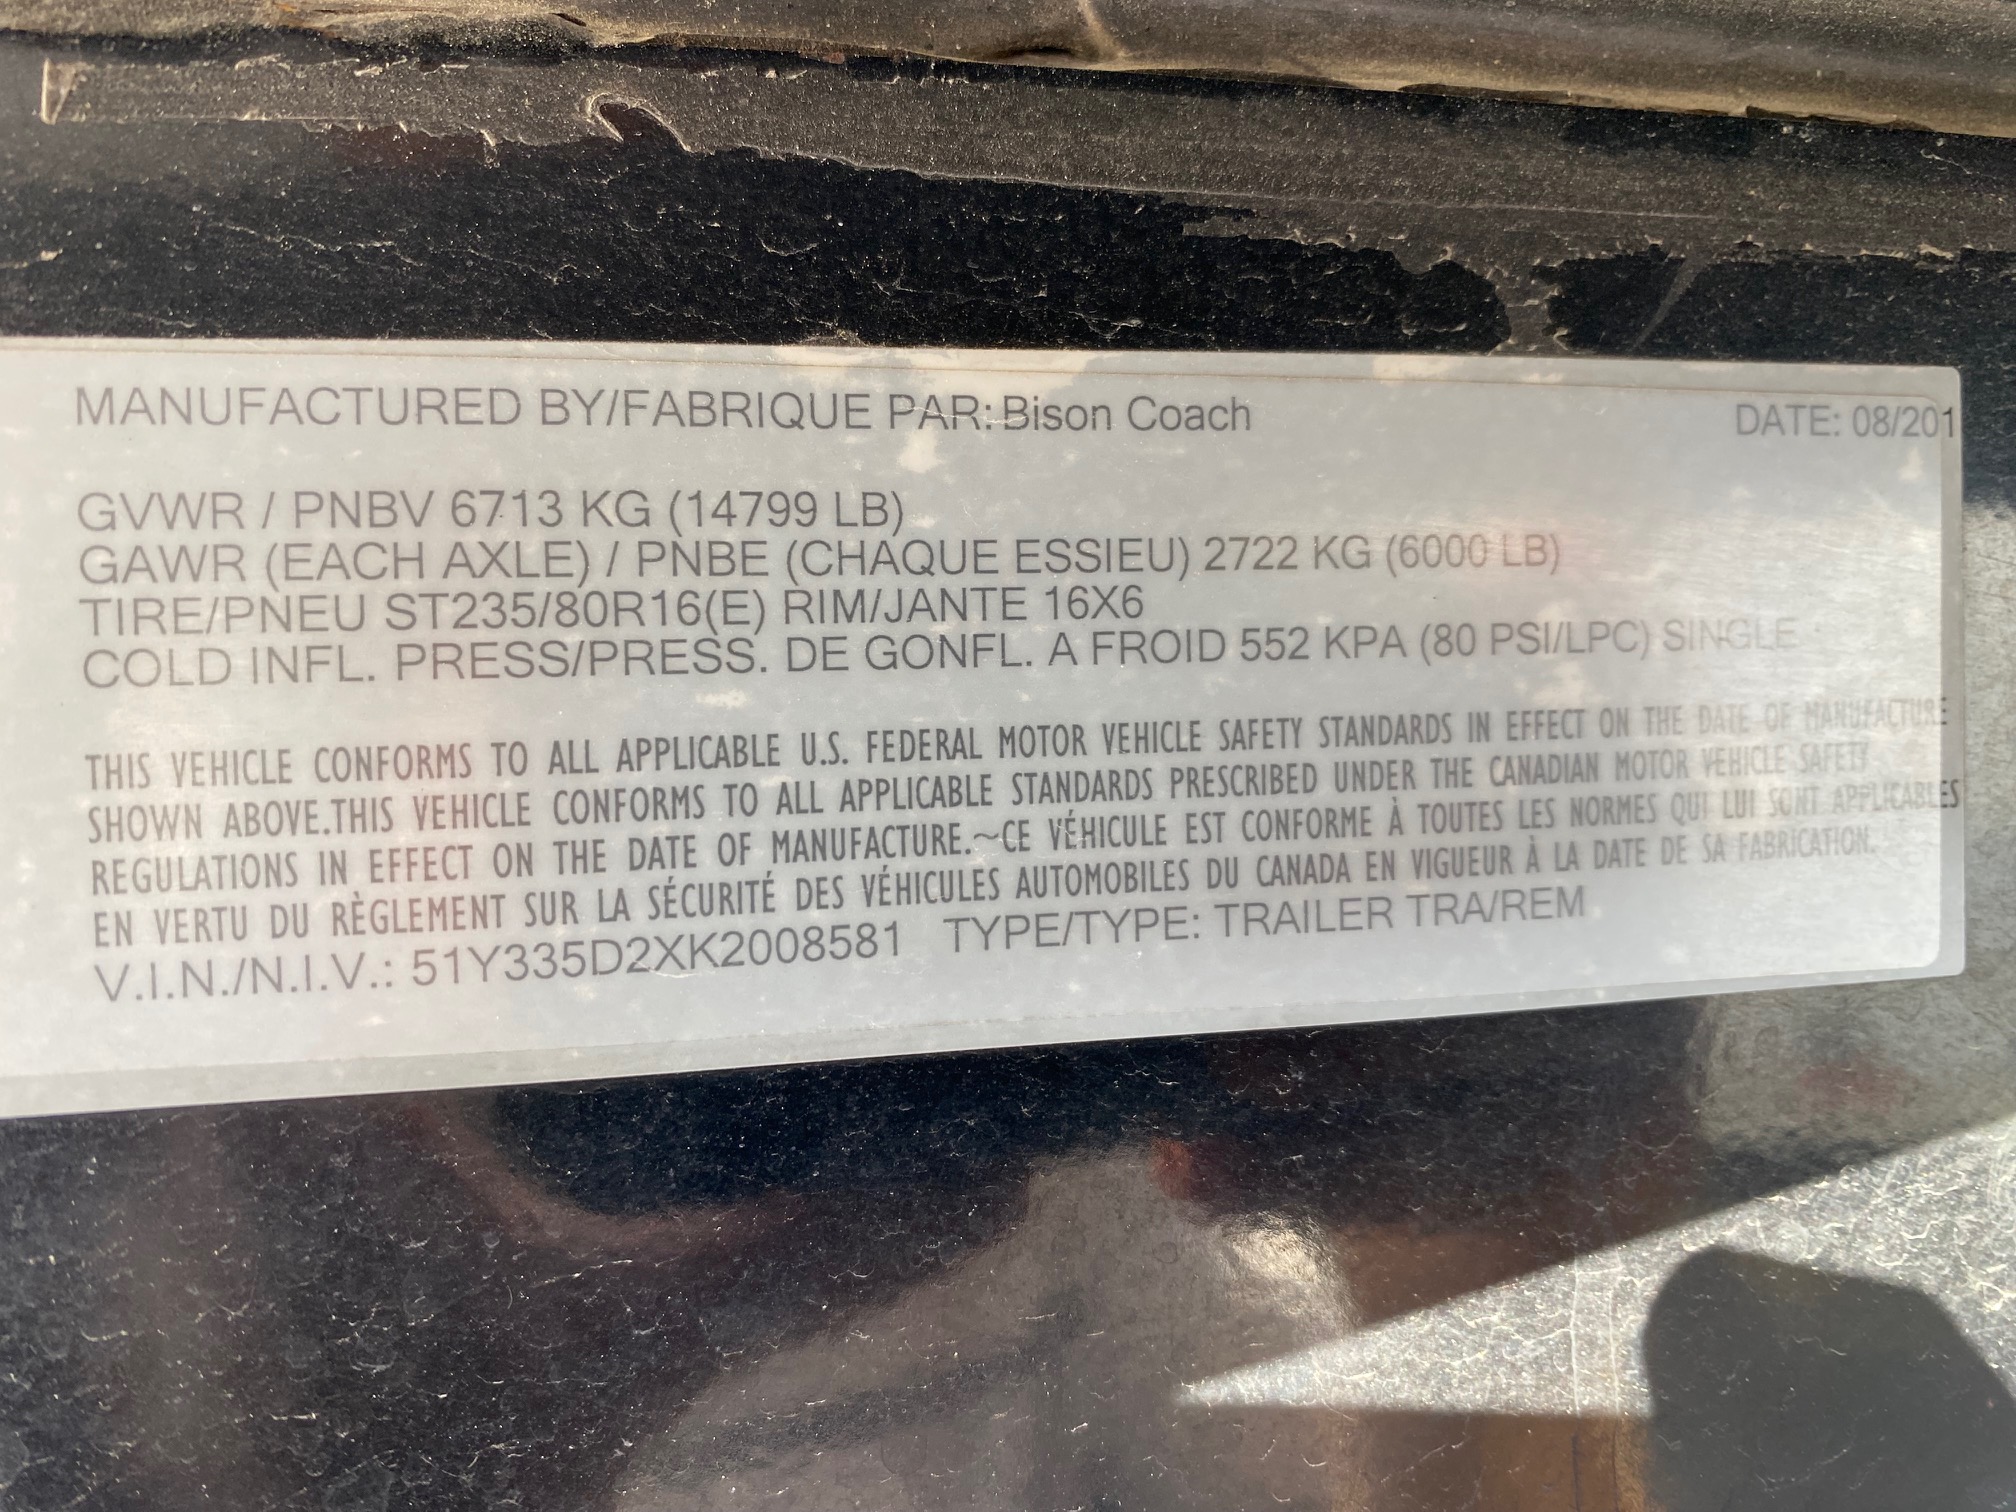 MANUFACTURED BY/FABRIQUE PAR: Bison Coach DATE: 08/201
GVWR / PNBV 6713 KG (14799 LB)
GAWR (EACH AXLE) / PNBE (CHAQUE ESSIEU) 2722 KG (6000 LB)
TIRE/PNEU ST235/80R16(E) RIM/JANTE 16X6
COLD INFL. PRESS/PRESS. DE GONFL. A FROID 552 KPA (80 PSI/LPC) SINGLE
THIS VEHICLE CONFORMS TO ALL APPLICABLE U.S. FEDERAL MOTOR VEHICLE SAFETY STANDARDS IN EFFECT ON THE DATE OF MANUFACTURE
SHOWN ABOVE.THIS VEHICLE CONFORMS TO ALL APPLICABLE STANDARDS PRESCRIBED UNDER THE CANADIAN MOTOR VEHICLE SAFETY
REGULATIONS IN EFFECT ON THE DATE OF MANUFACTURE.~CE VÉHICULE EST CONFORME À TOUTES LES NORMES QUI LUI SONT APPLICABLES
EN VERTU DU RÈGLEMENT SUR LA SÉCURITÉ DES VÉHICULES AUTOMOBILES DU CANADA EN VIGUEUR À LA DATE DE SA FABRICATION.
V.I.N./N.I.V.: 51Y335D2XK2008581 TYPE/TYPE: TRAILER TRA/REM